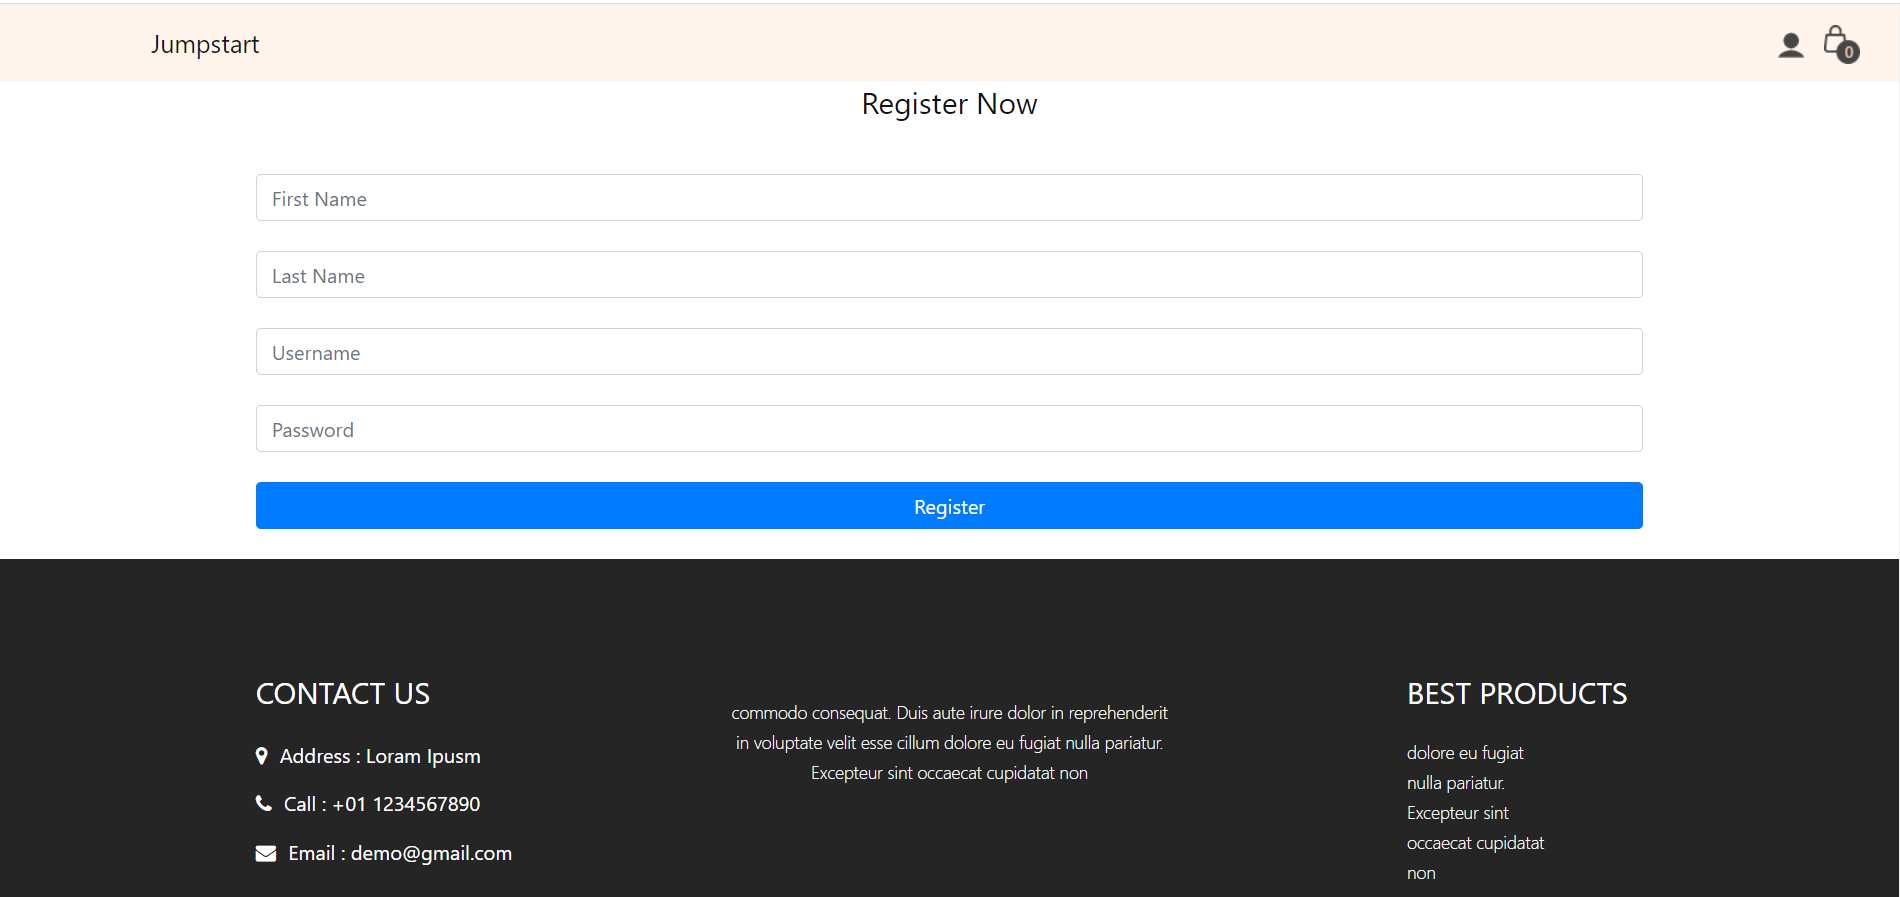 Jumpstart
0
Register Now
First Name
Last Name
Username
Password
Register
CONTACT US
Address : Loram Ipusm
Call : +01 1234567890
Email : demo@gmail.com
commodo consequat. Duis aute irure dolor in reprehenderit
in voluptate velit esse cillum dolore eu fugiat nulla pariatur.
Excepteur sint occaecat cupidatat non
BEST PRODUCTS
dolore eu fugiat
nulla pariatur.
Excepteur sint
occaecat cupidatat
non